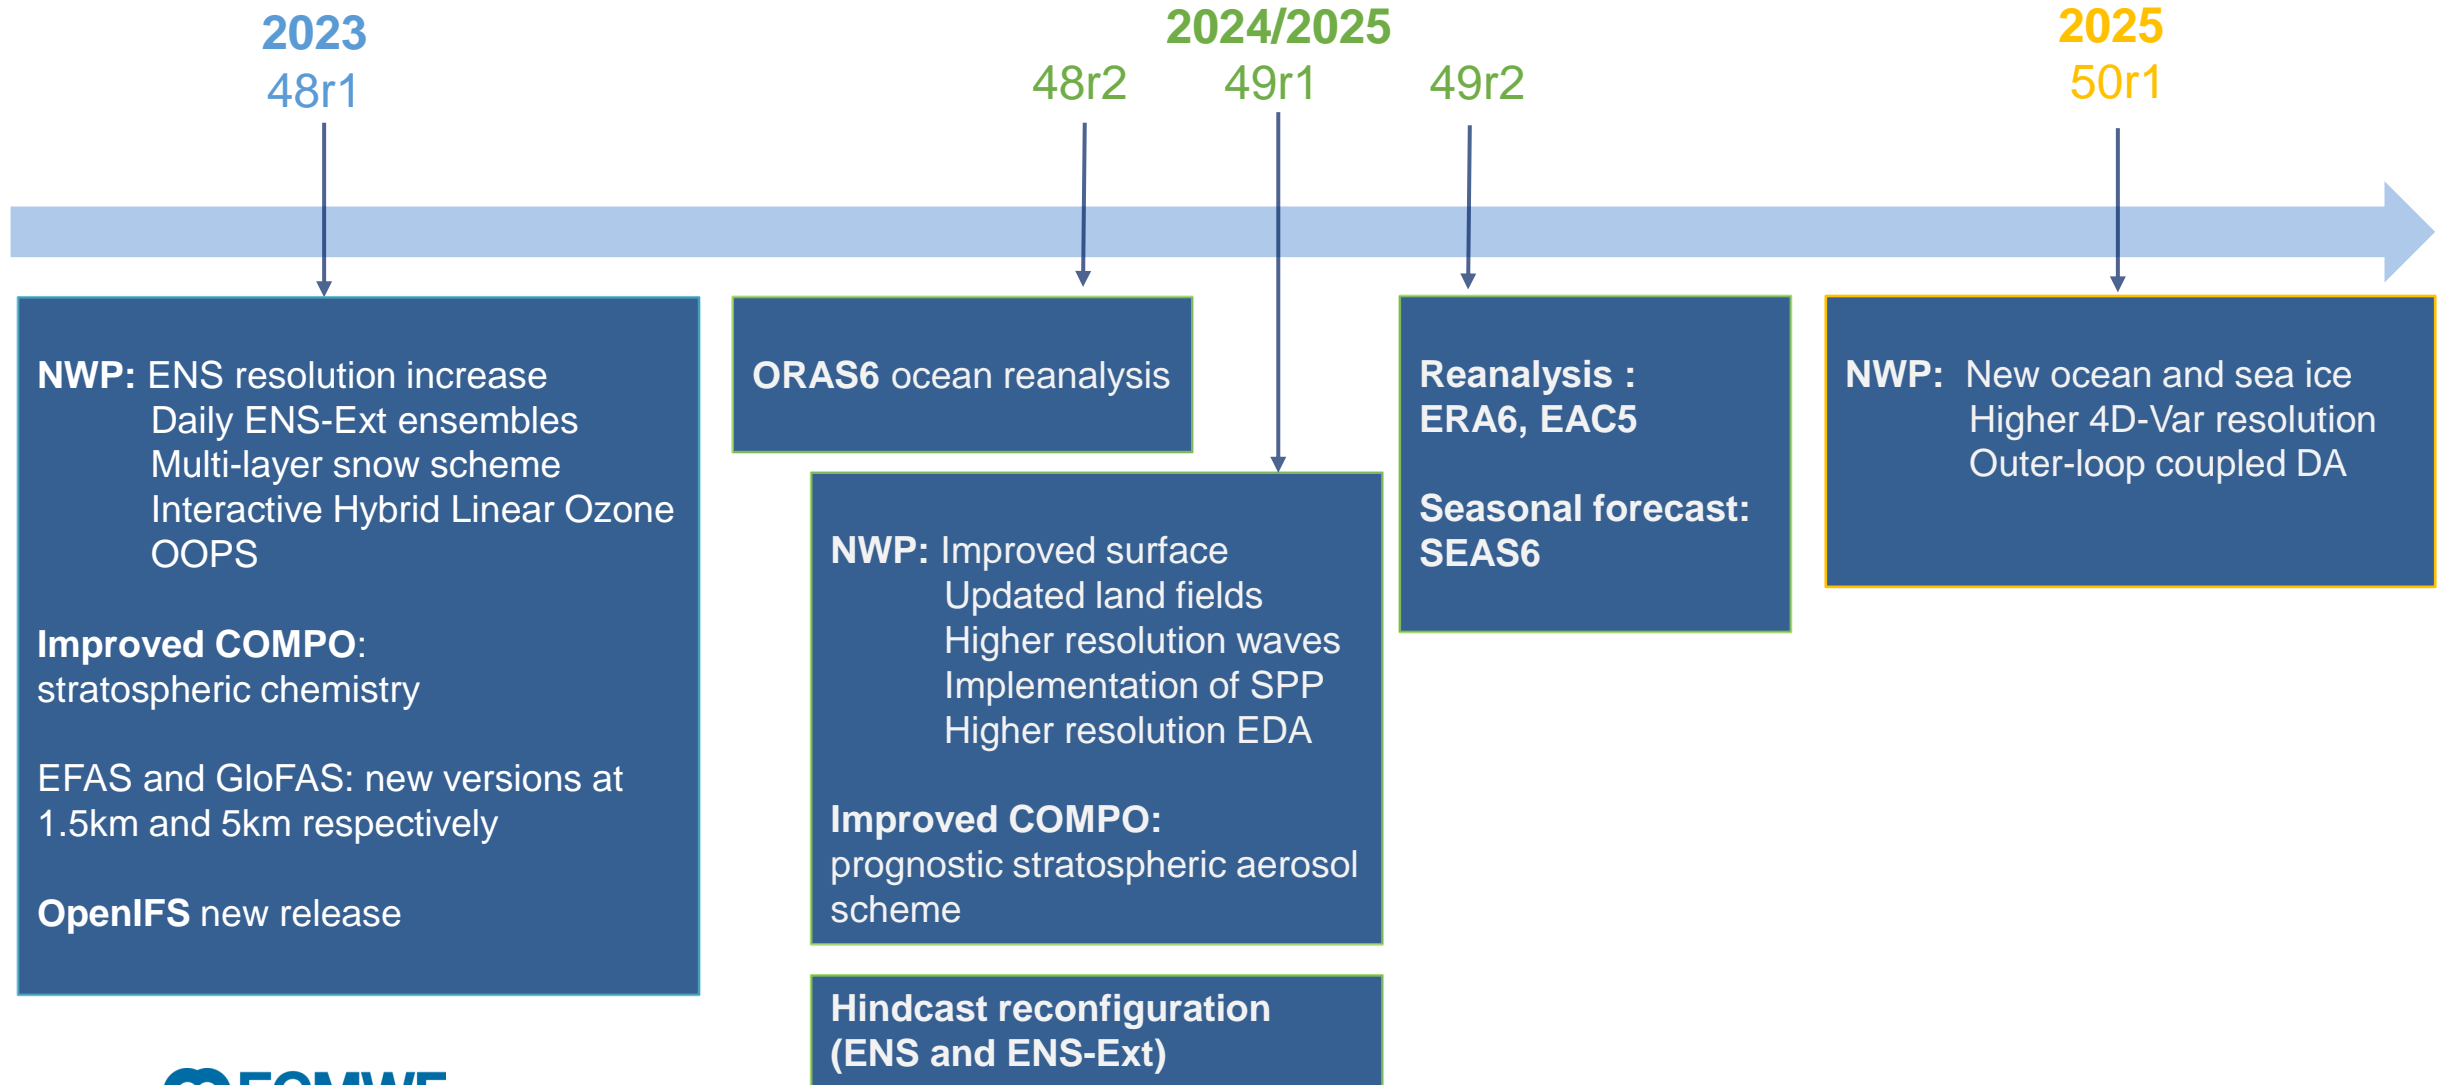 2023
48r1
2024/2025
48r2 49r1 49r2
2025
50r1
NWP: ENS resolution increase
Daily ENS-Ext ensembles
Multi-layer snow scheme
Interactive Hybrid Linear Ozone
OOPS
Improved COMPO:
stratospheric chemistry
EFAS and GloFAS: new versions at
1.5km and 5km respectively
OpenIFS new release
ORAS6 ocean reanalysis
NWP: Improved surface
Updated land fields
Higher resolution waves
Implementation of SPP
Higher resolution EDA
Improved COMPO:
prognostic stratospheric aerosol
scheme
Hindcast reconfiguration
(ENS and ENS-Ext)
Reanalysis :
ERA6, EAC5
Seasonal forecast:
SEAS6
NWP: New ocean and sea ice
Higher 4D-Var resolution
Outer-loop coupled DA
ECMWF